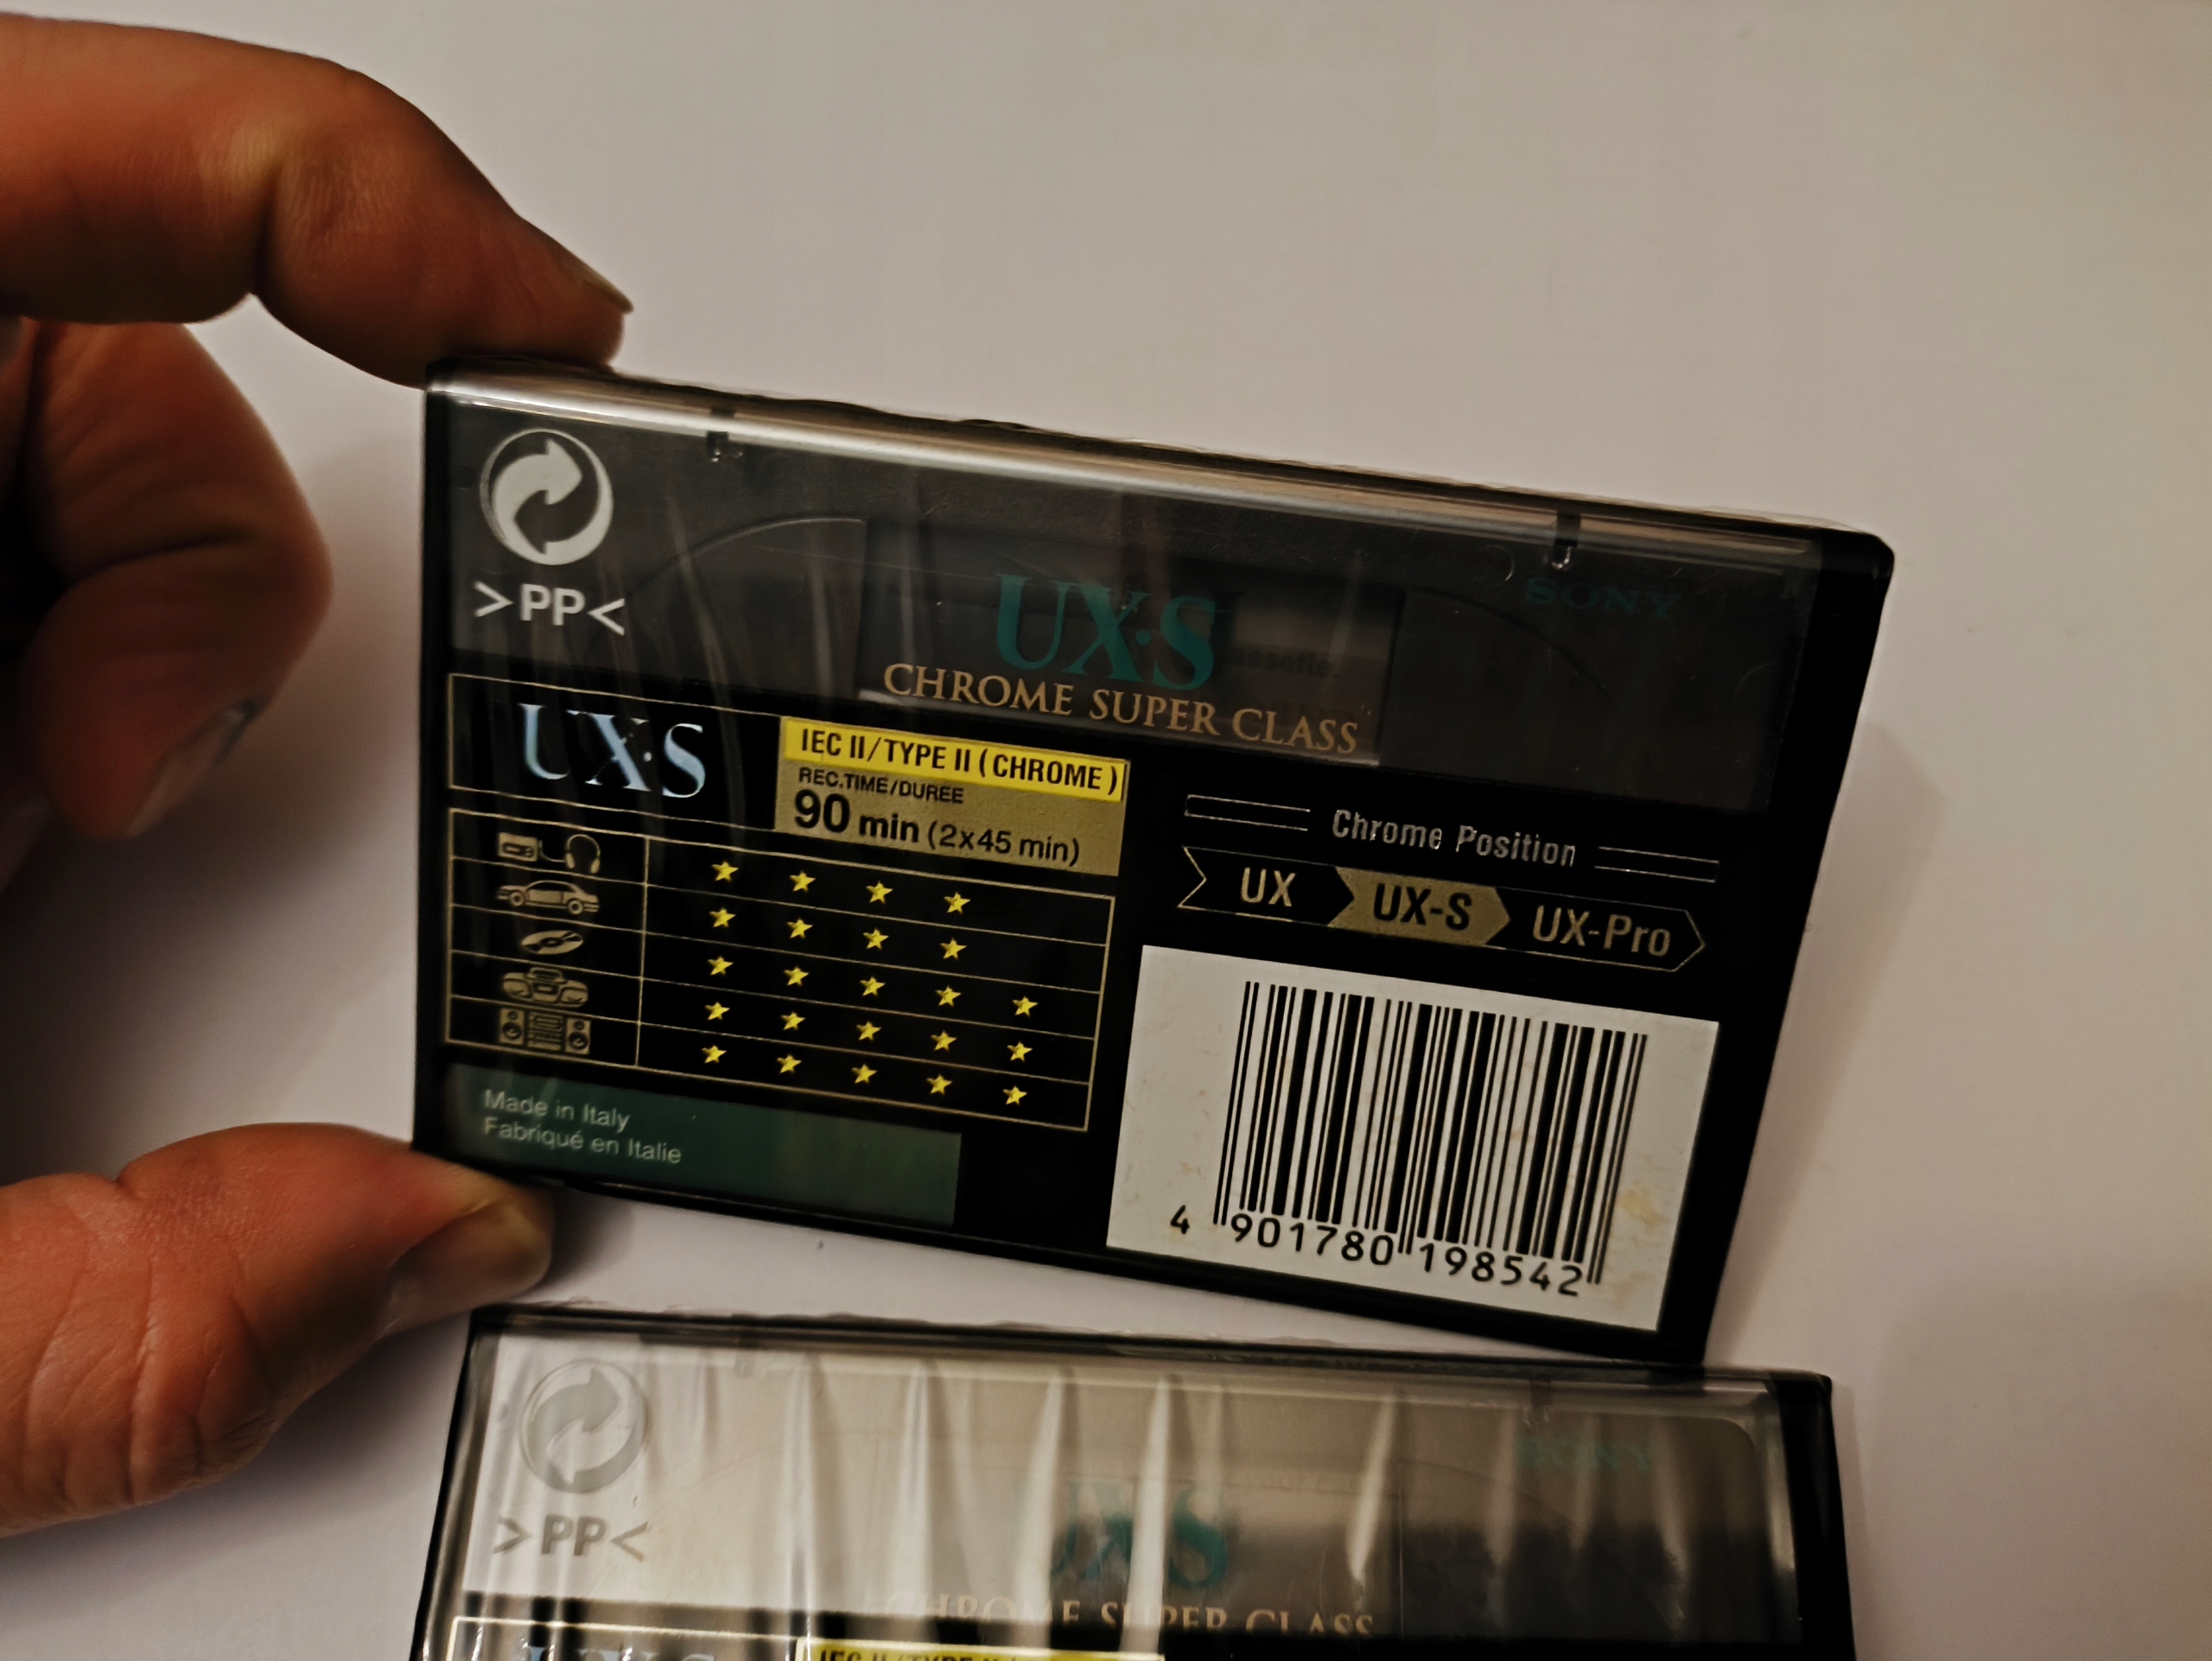 >PP<
SONY
UX·S
CHROME SUPER CLASS
UX·S
IEC II/TYPE II (CHROME)
REC.TIME/DUREE
90 min (2x45 min)
Chrome Position
UX UX-S UX-Pro
Made in Italy
Fabriqué en Italie
4 901780 198542
SONY
>PP<
UX·S
CHROME SUPER CLASS